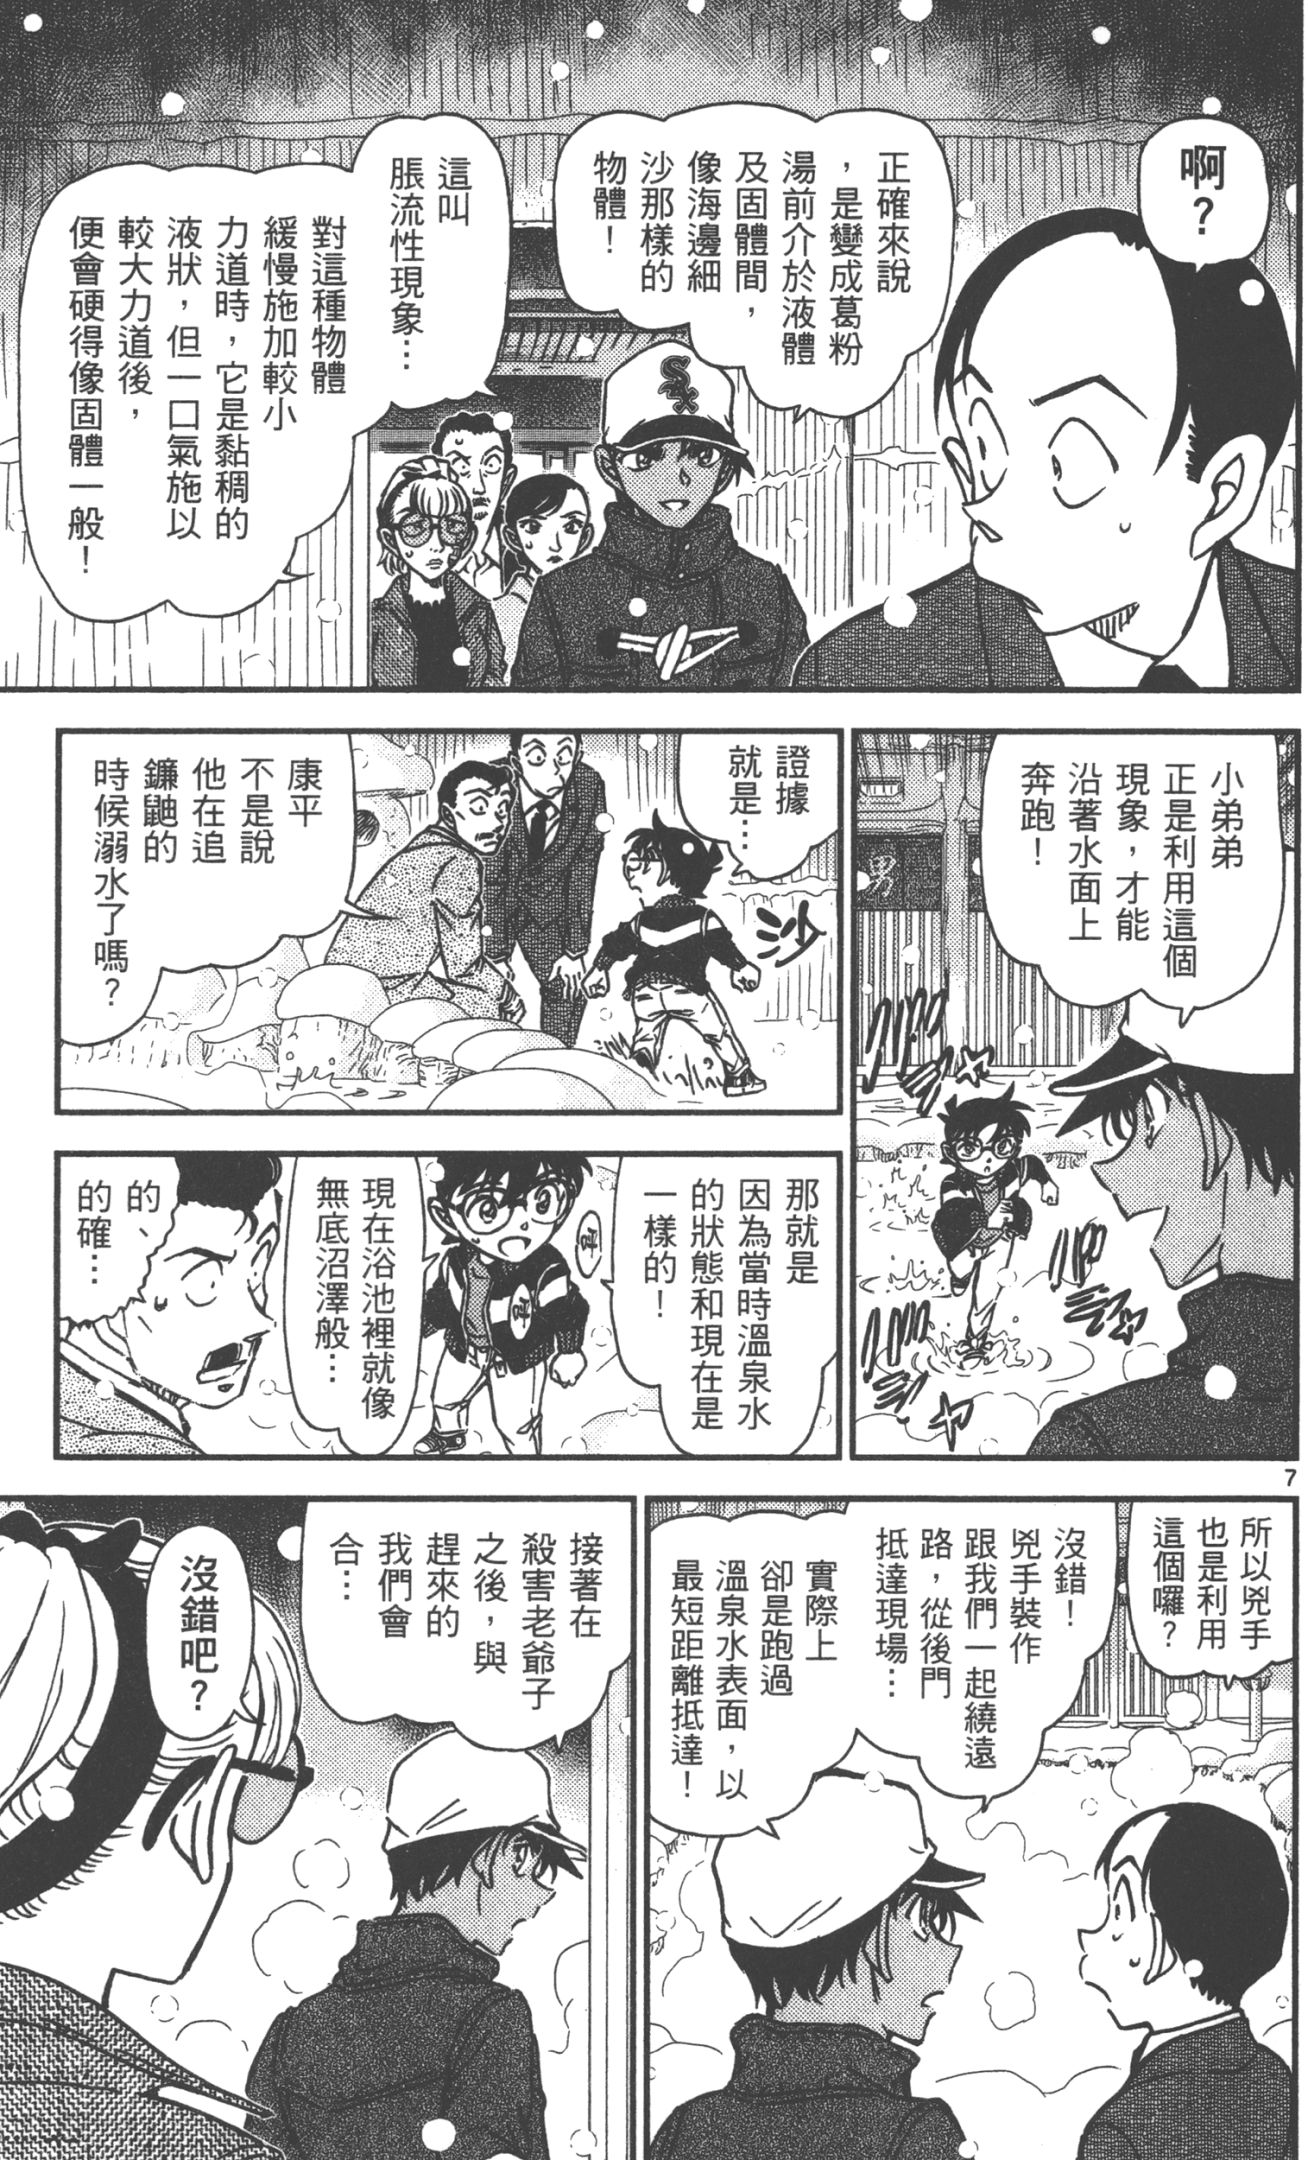 啊？
正確來說
，是變成葛粉
湯前介於液體
及固體間，
像海邊細
沙那樣的
物體！
這叫
脹流性現象…
對這種物體
緩慢施加較小
力道時，它是黏稠的
液狀，但一口氣施以
較大力道後，
便會硬得像固體一般！
小弟弟
正是利用這個
現象，才能
沿著水面上
奔跑！
男
證據
就是…
沙
康平
不是說
他在追
鐮鼬的
時候溺水了嗎？
那就是
因為當時溫泉水
的狀態和現在是
一樣的！
呼
呼
現在浴池裡就像
無底沼澤般…
的、
的確…
7
所以兇手
也是利用
這個囉？
沒錯！
兇手裝作
跟我們一起繞遠
路，從後門
抵達現場…
實際上
卻是跑過
溫泉水表面，以
最短距離抵達！
接著在
殺害老爺子
之後，與
趕來的
我們會
合…
沒錯吧？